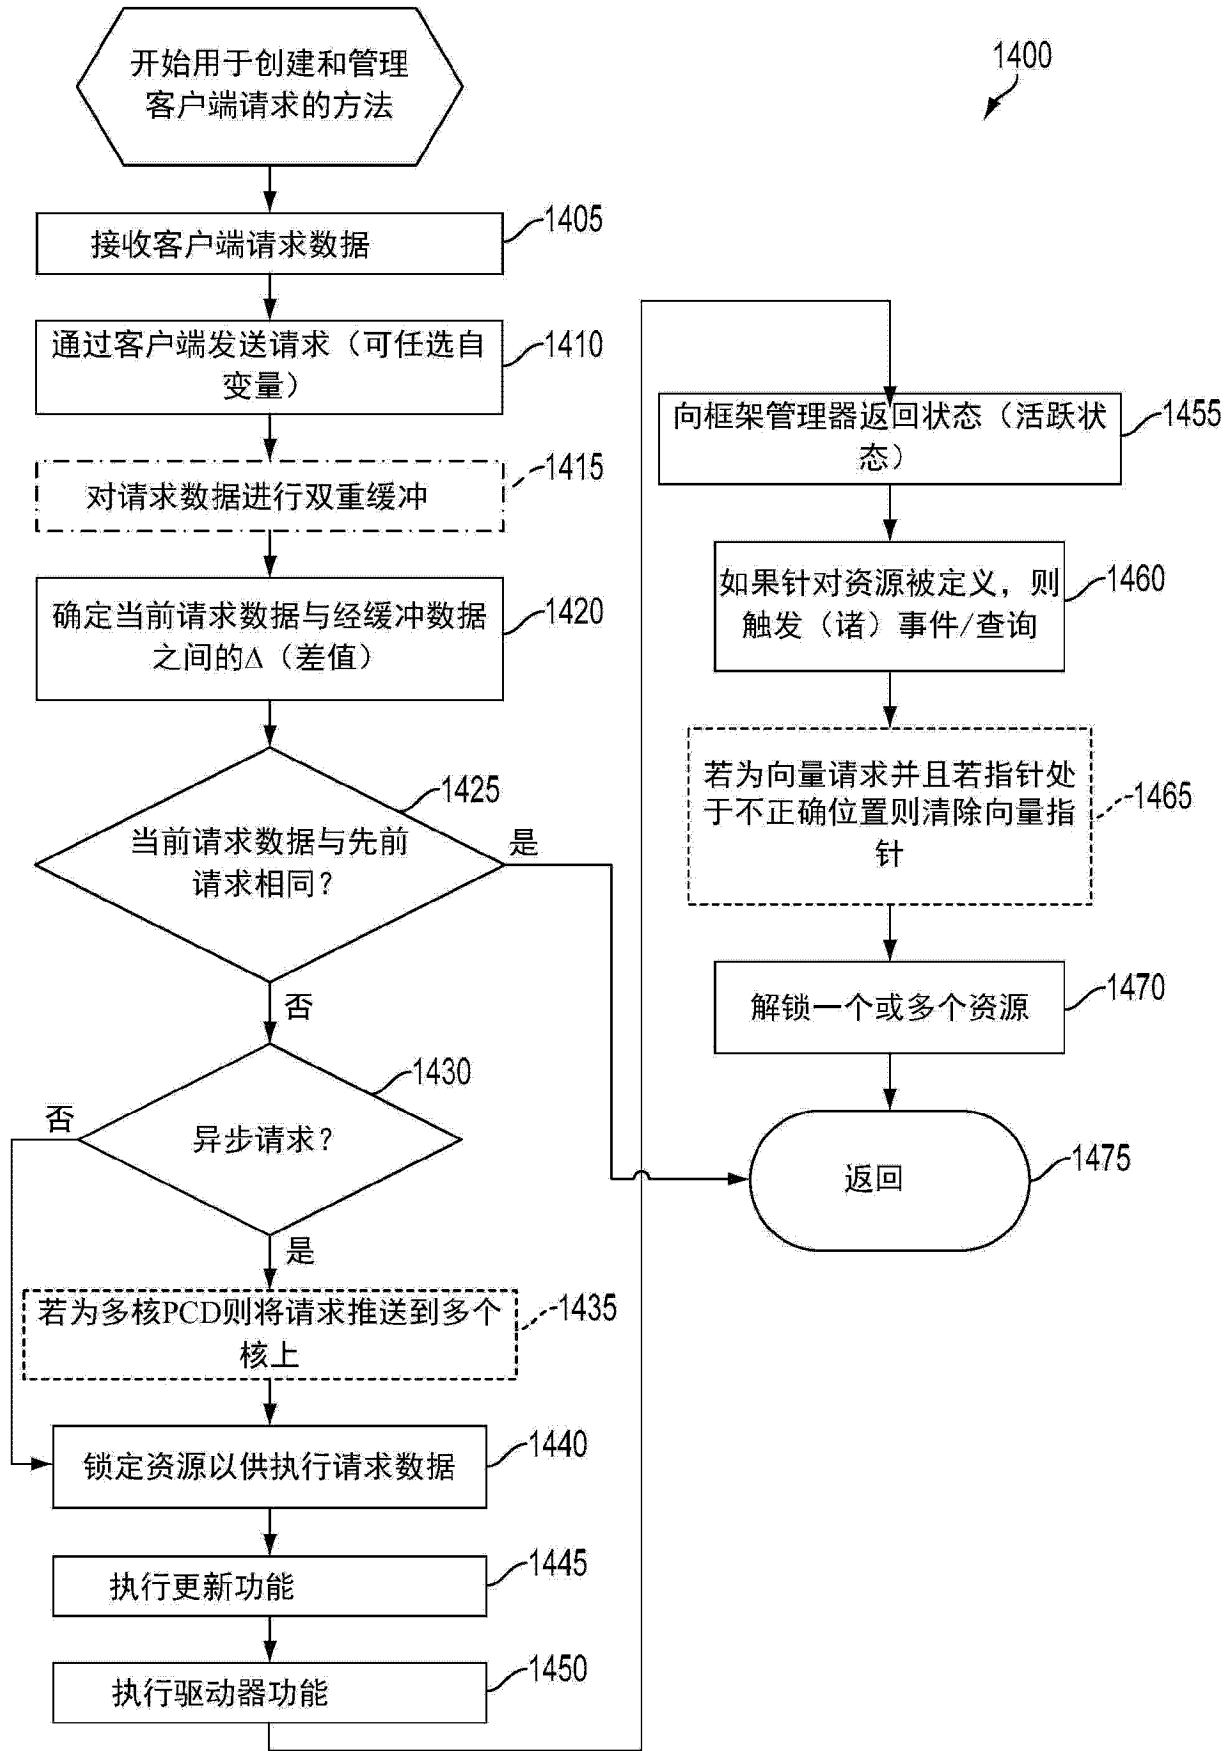 开始用于创建和管理
客户端请求的方法
1400
接收客户端请求数据
1405
通过客户端发送请求（可任选自
变量）
1410
对请求数据进行双重缓冲
1415
确定当前请求数据与经缓冲数据
之间的Δ（差值）
1420
当前请求数据与先前
请求相同？
1425
是
否
异步请求？
1430
否
是
若为多核PCD则将请求推送到多个
核上
1435
锁定资源以供执行请求数据
1440
执行更新功能
1445
执行驱动器功能
1450
向框架管理器返回状态（活跃状
态）
1455
如果针对资源被定义，则
触发（诸）事件/查询
1460
若为向量请求并且若指针处
于不正确位置则清除向量指
针
1465
解锁一个或多个资源
1470
返回
1475